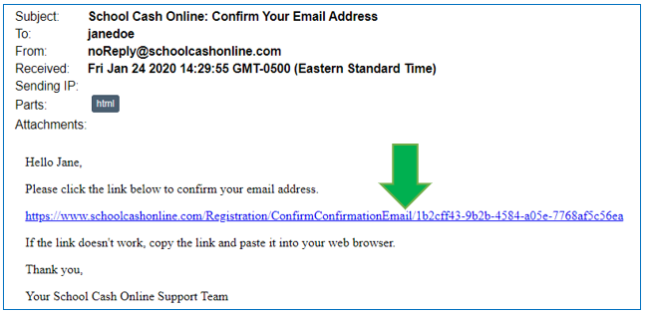 Subject: School Cash Online: Confirm Your Email Address
To: janedoe
From: noReply@schoolcashonline.com
Received: Fri Jan 24 2020 14:29:55 GMT-0500 (Eastern Standard Time)
Sending IP:
Parts: html
Attachments:
Hello Jane,
Please click the link below to confirm your email address.
https://www.schoolcashonline.com/Registration/ConfirmConfirmationEmail/1b2cff43-9b2b-4584-a05e-7768af5c56ea
If the link doesn't work, copy the link and paste it into your web browser.
Thank you,
Your School Cash Online Support Team